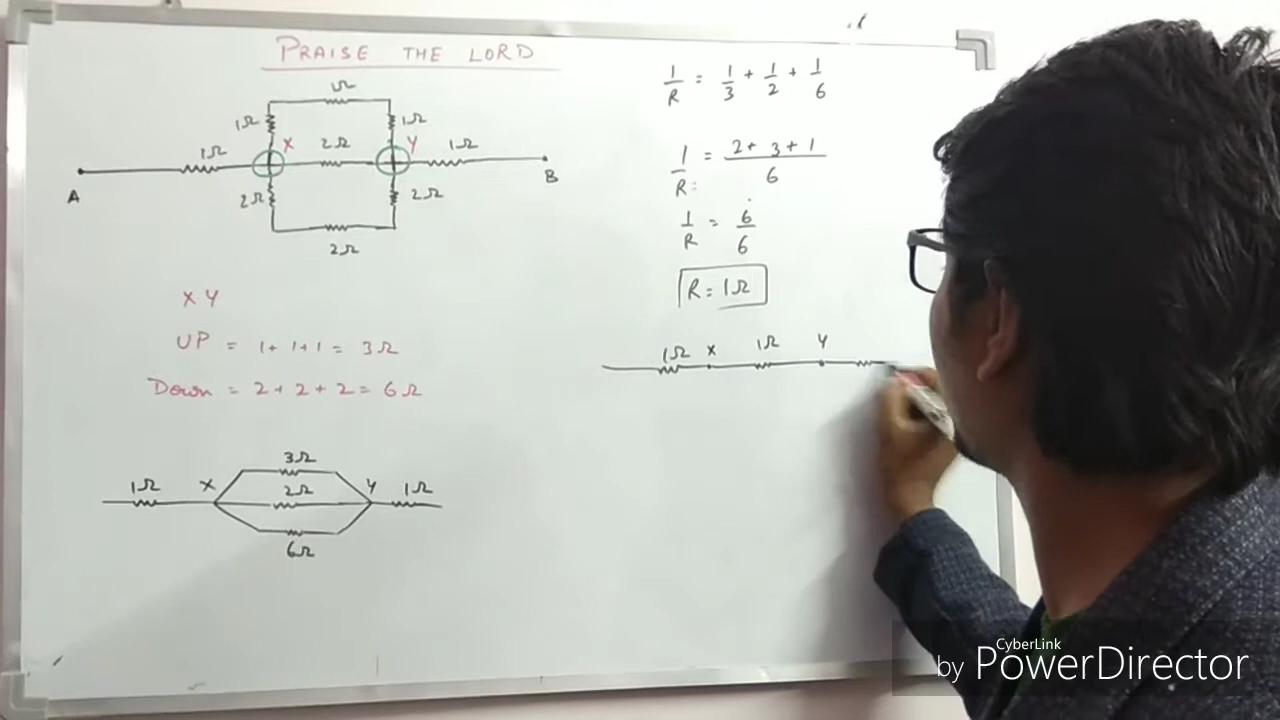 PRAISE THE LORD
1Ω
1Ω 1Ω
1Ω X 2Ω Y 1Ω
A B
2Ω 2Ω
2Ω
X Y
UP = 1+1+1 = 3Ω
Down = 2+2+2 = 6Ω
3Ω
1Ω X 2Ω Y 1Ω
6Ω
1/R = 1/3 + 1/2 + 1/6
1/R = 2+3+1/6
1/R = 6/6
R = 1Ω
1Ω X 1Ω Y
CyberLink
by PowerDirector